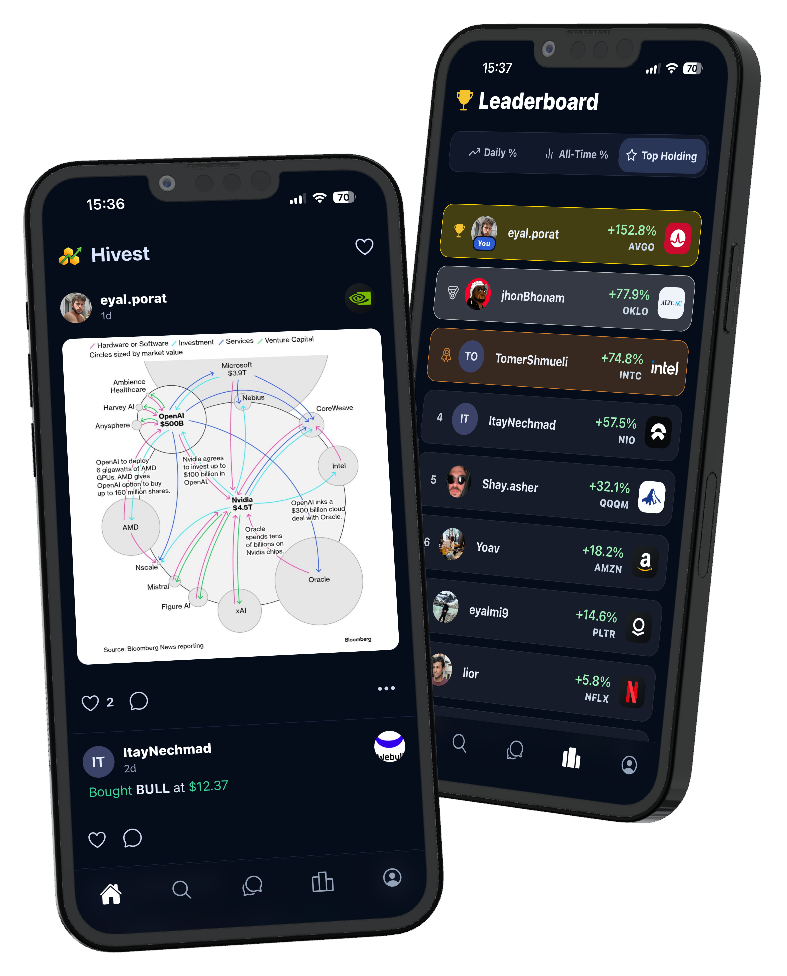 15:36
70
Hivest
eyal.porat
1d
Hardware or Software / Investment / Services / Venture Capital
Circles sized by market value
Microsoft
$3.9T
Ambience
Healthcare
Nebius
Harvey AI
OpenAI
$500B
CoreWeave
Anysphere
OpenAI to deploy
6 gigawatts of AMD
GPUs. AMD gives
OpenAI option to buy
up to 160 million shares.
Nvidia agrees
to invest up to
$100 billion in
OpenAI.
Intel
Nvidia
$4.5T
OpenAI inks a
$300 billion cloud
deal with Oracle.
AMD
Oracle
spends tens
of billions on
Nvidia chips.
Nscale
Mistral
Oracle
Figure AI
xAI
Source: Bloomberg News reporting
Bloomberg
2
IT
ItayNechmad
2d
Bought BULL at $12.37
15:37
70
Leaderboard
Daily %
All-Time %
Top Holding
eyal.porat
You
+152.8%
AVGO
jhonBhonam
+77.9%
OKLO
TO
TomerShmueli
+74.8%
INTC
intel
4
IT
ItayNechmad
+57.5%
NIO
5
Shay.asher
+32.1%
QQQM
6
Yoav
+18.2%
AMZN
eyalmi9
+14.6%
PLTR
lior
+5.8%
NFLX